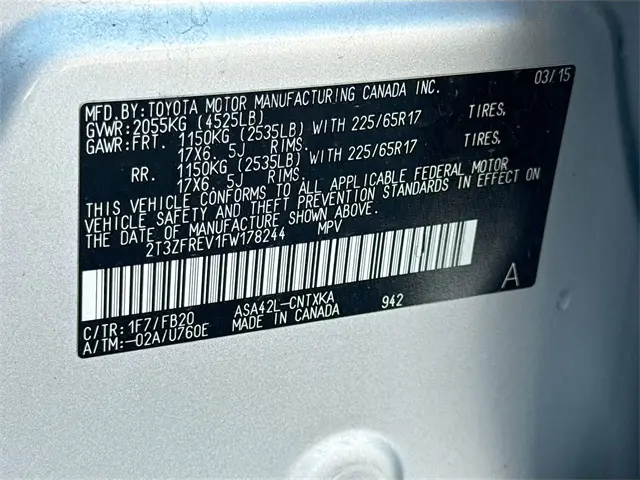 MFD.BY:TOYOTA MOTOR MANUFACTURING CANADA INC. 03/15
GVWR:2055KG (4525LB)
GAWR:FRT. 1150KG (2535LB) WITH 225/65R17 TIRES,
17X6.5J RIMS.
RR. 1150KG (2535LB) WITH 225/65R17 TIRES,
17X6.5J RIMS.
THIS VEHICLE CONFORMS TO ALL APPLICABLE FEDERAL MOTOR
VEHICLE SAFETY AND THEFT PREVENTION STANDARDS IN EFFECT ON
THE DATE OF MANUFACTURE SHOWN ABOVE.
2T3ZFREV1FW178244 MPV
A
C/TR:1F7/FB20 ASA42L-CNTXKA 942
A/TM:-02A/U760E MADE IN CANADA